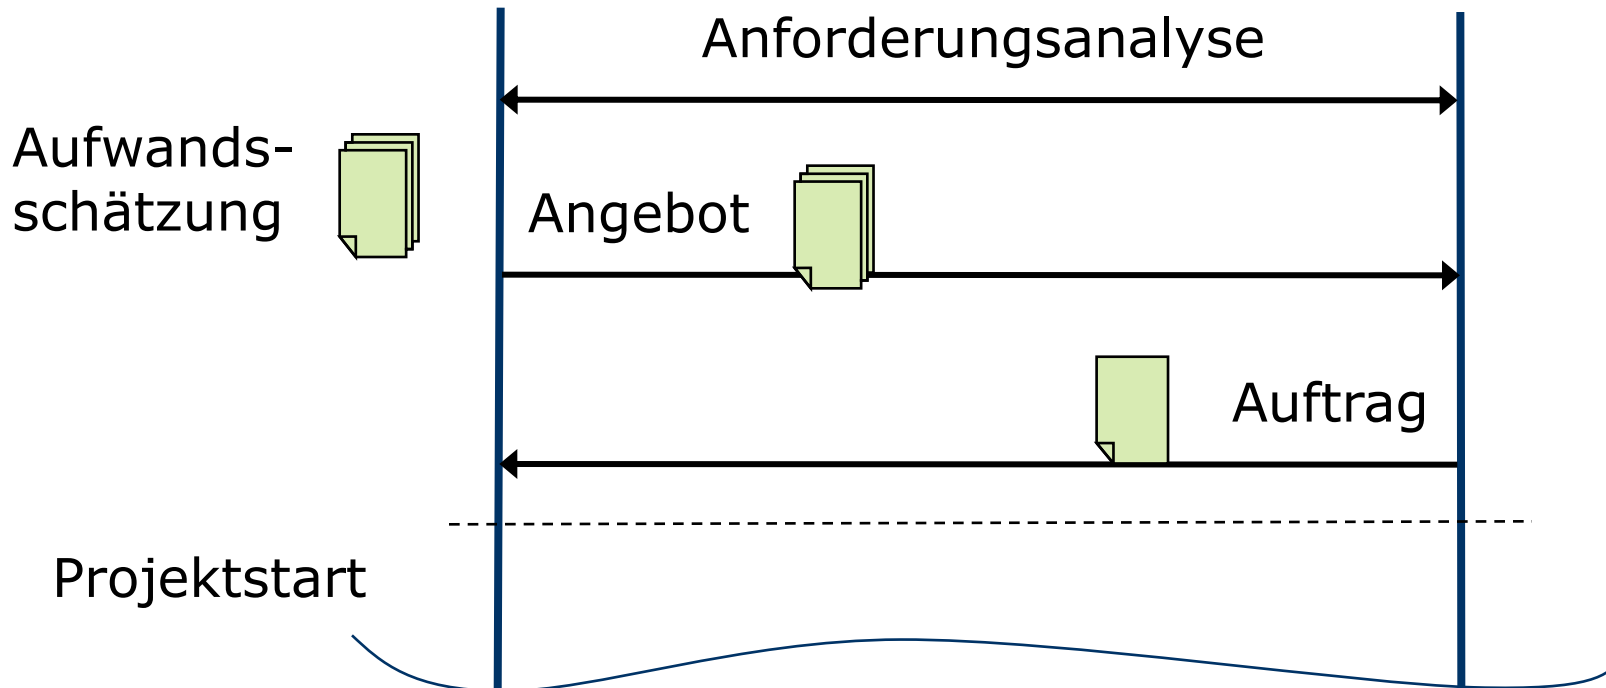 Anforderungsanalyse
Aufwands-
schätzung
Angebot
Auftrag
Projektstart